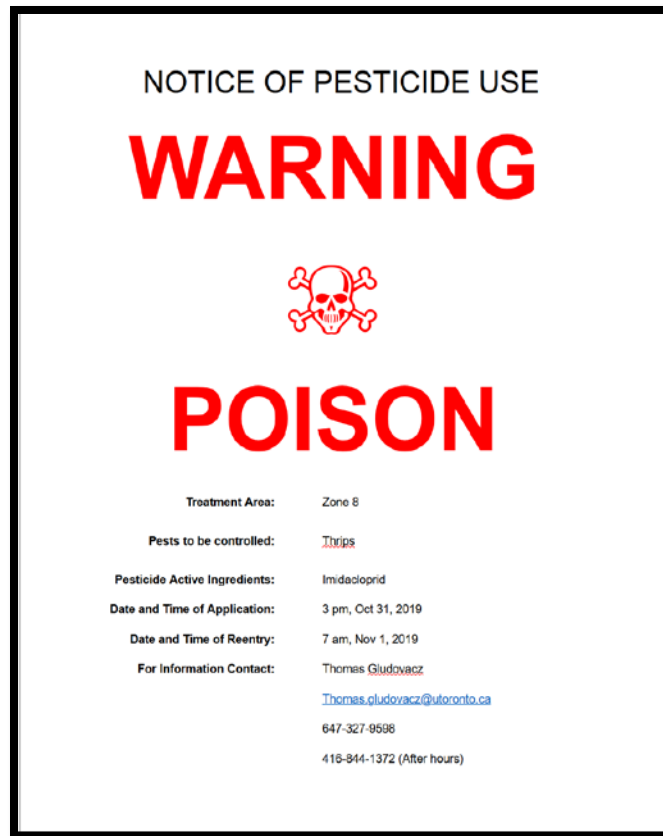 NOTICE OF PESTICIDE USE
WARNING
POISON
Treatment Area: Zone 8
Pests to be controlled: Thrips
Pesticide Active Ingredients: Imidacloprid
Date and Time of Application: 3 pm, Oct 31, 2019
Date and Time of Reentry: 7 am, Nov 1, 2019
For Information Contact: Thomas Gludovacz
Thomas.gludovacz@utoronto.ca
647-327-9598
416-844-1372 (After hours)